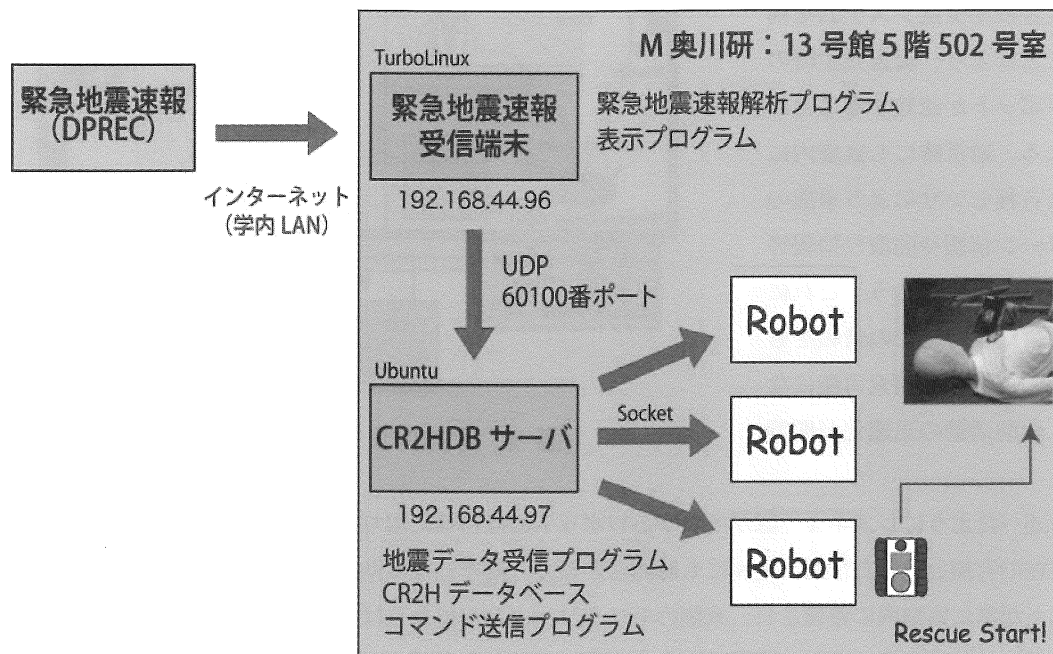 M 奥川研：13 号館 5 階 502 号室
緊急地震速報
（DPREC）
インターネット
（学内 LAN）
TurboLinux
緊急地震速報
受信端末
192.168.44.96
緊急地震速報解析プログラム
表示プログラム
UDP
60100番ポート
Ubuntu
CR2HDB サーバ
192.168.44.97
地震データ受信プログラム
CR2H データベース
コマンド送信プログラム
Socket
Robot
Robot
Robot
Rescue Start!